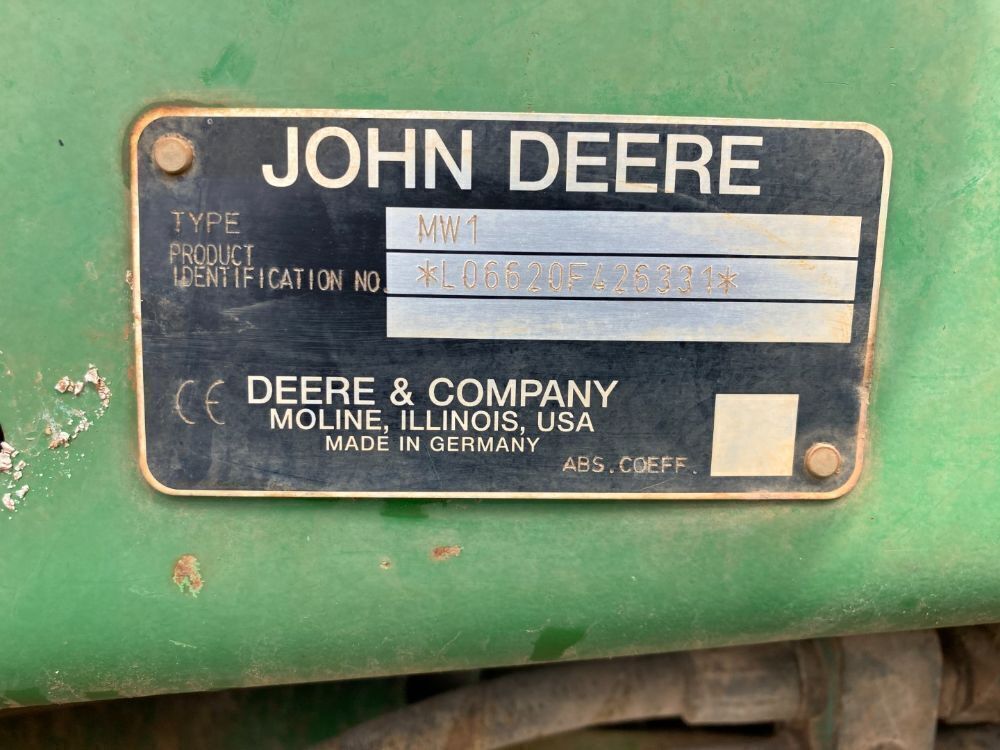 JOHN DEERE
TYPE MW1
PRODUCT
IDENTIFICATION NO. *L06620F426331*
CE DEERE & COMPANY
MOLINE, ILLINOIS, USA
MADE IN GERMANY
ABS. COEFF.